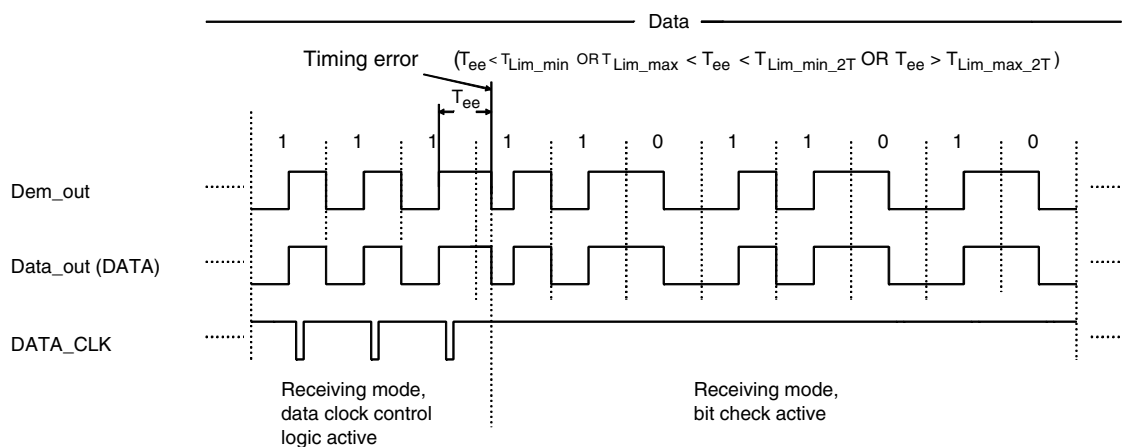 Data
Timing error
(Tee < TLim_min OR TLim_max < Tee < TLim_min_2T OR Tee > TLim_max_2T)
Tee
1 1 1 1 1 0 1 1 0 1 0
Dem_out
Data_out (DATA)
DATA_CLK
Receiving mode,
data clock control
logic active
Receiving mode,
bit check active